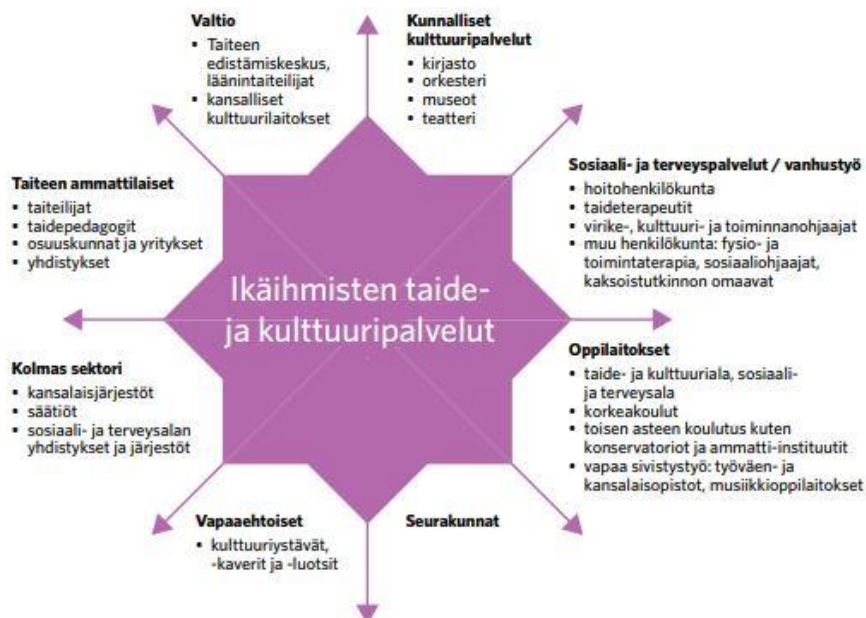 Valtio
▪ Taiteen
edistämiskeskus,
läänintaiteilijat
▪ kansalliset
kulttuurilaitokset
Kunnalliset
kulttuuripalvelut
▪ kirjasto
▪ orkesteri
▪ museot
▪ teatteri
Sosiaali- ja terveyspalvelut / vanhustyö
▪ hoitohenkilökunta
▪ taideterapeutit
▪ virike-, kulttuuri- ja toiminnanohjaajat
▪ muu henkilökunta: fysio- ja
toimintaterapia, sosiaaliohjaajat,
kaksoistutkinnon omaavat
Taiteen ammattilaiset
▪ taiteilijat
▪ taidepedagogit
▪ osuuskunnat ja yritykset
▪ yhdistykset
Ikäihmisten taide-
ja kulttuuripalvelut
Kolmas sektori
▪ kansalaisjärjestöt
▪ säätiöt
▪ sosiaali- ja terveysalan
yhdistykset ja järjestöt
Oppilaitokset
▪ taide- ja kulttuuriala, sosiaali-
ja terveysala
▪ korkeakoulut
▪ toisen asteen koulutus kuten
konservatoriot ja ammatti-instituutit
▪ vapaa sivistystyö: työväen- ja
kansalaisopistot, musiikkioppilaitokset
Vapaaehtoiset
▪ kulttuuriystävät,
-kaverit ja -luotsit
Seurakunnat